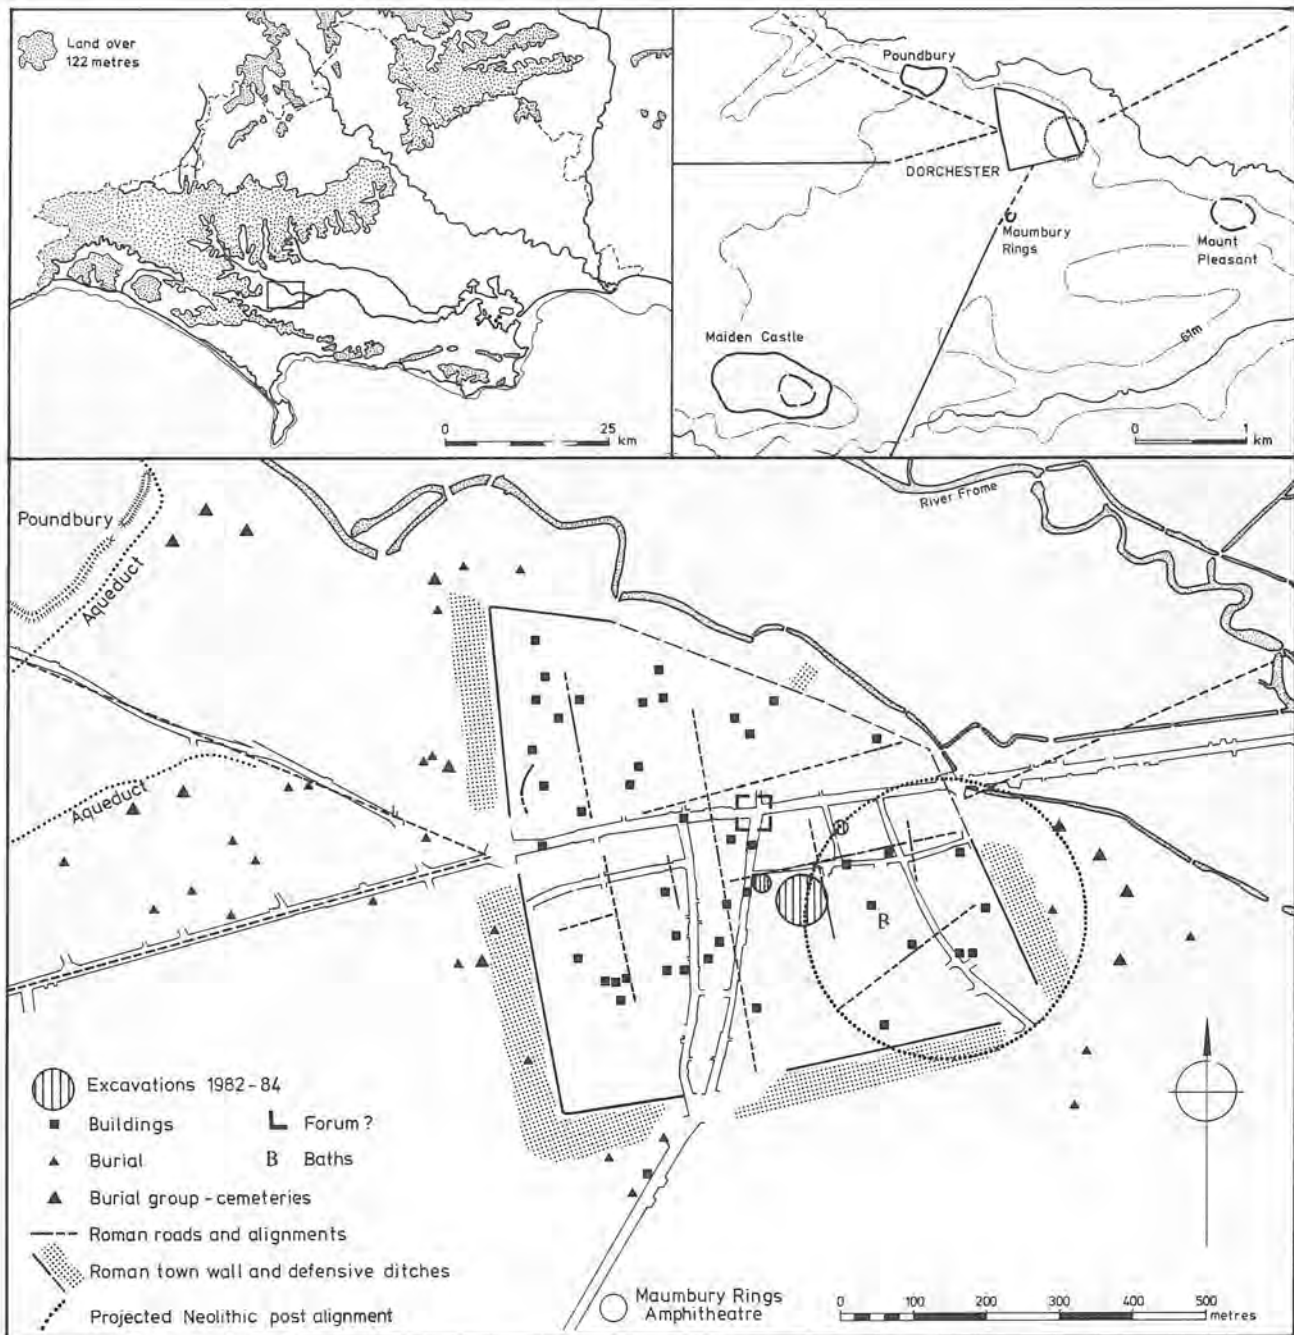 Land over
122 metres
0 25
km
Poundbury
DORCHESTER
Maumbury
Rings
Mount
Pleasant
Maiden Castle
61m
0 1
km
Poundbury
Aqueduct
River Frome
Aqueduct
B
Excavations 1982-84
Buildings
Forum?
Burial
B Baths
Burial group - cemeteries
Roman roads and alignments
Roman town wall and defensive ditches
Projected Neolithic post alignment
Maumbury Rings
Amphitheatre
0 100 200 300 400 500
metres